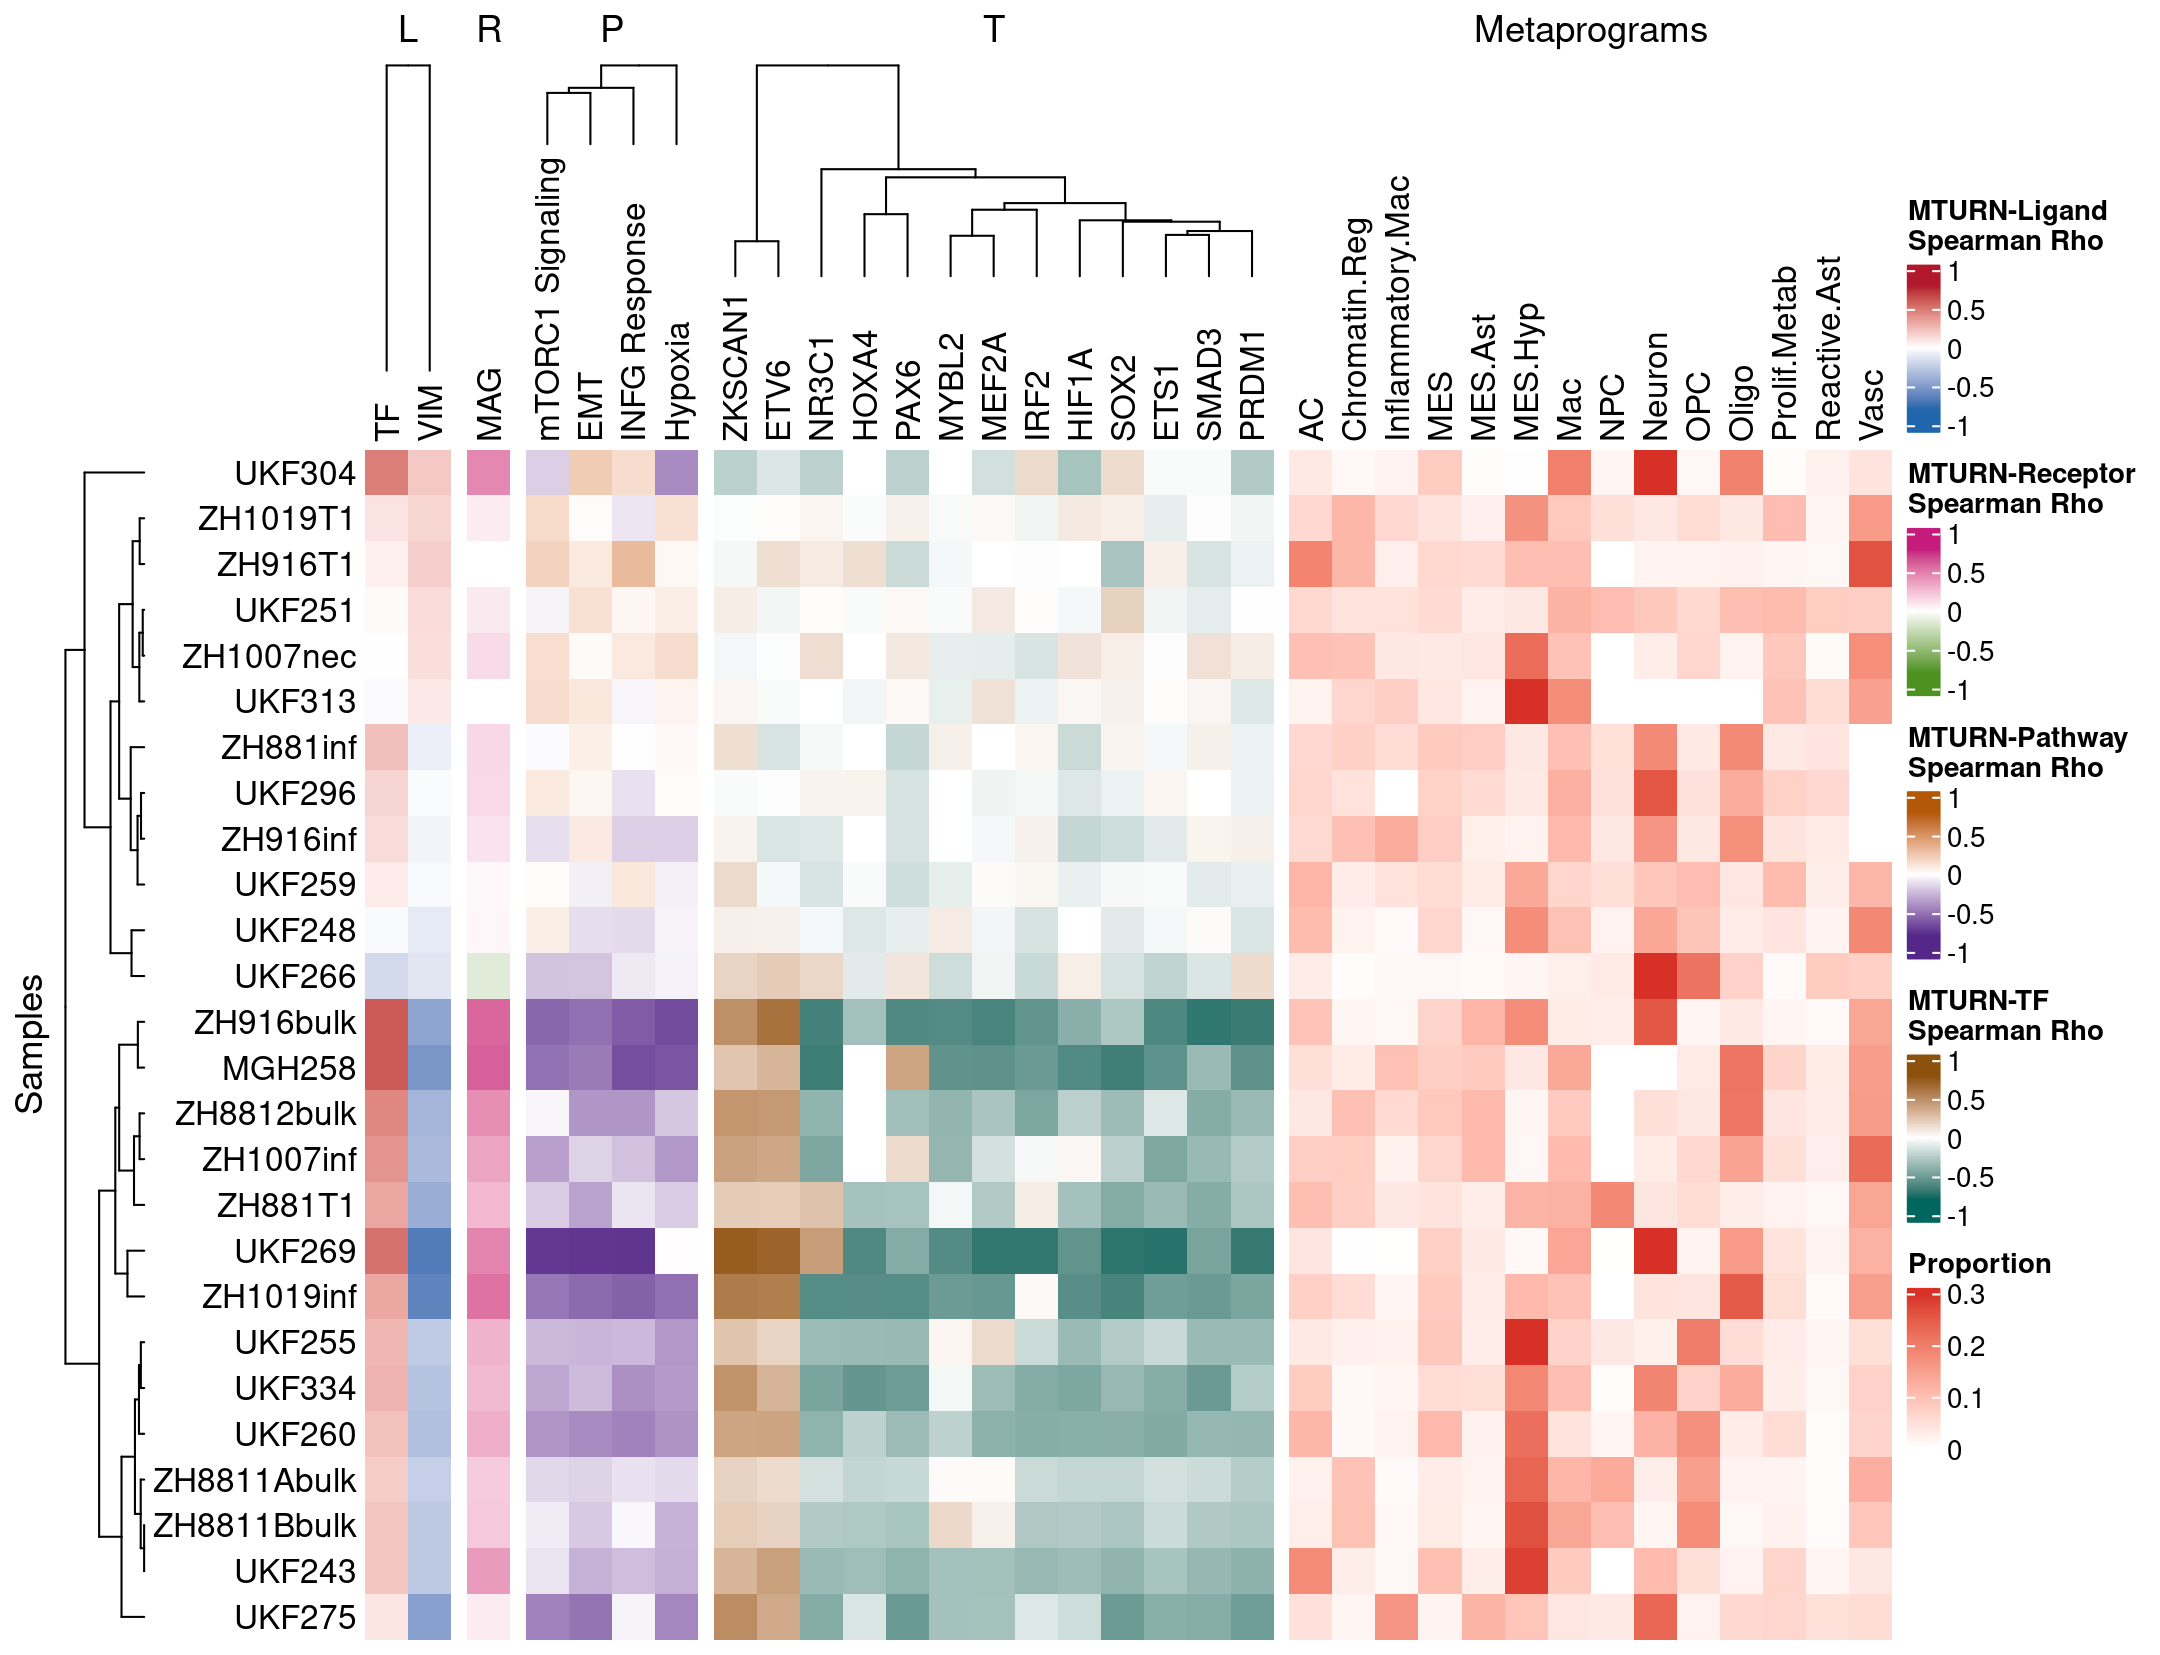 L R P T Metaprograms
TF
VIM
MAG
mTORC1 Signaling
EMT
INFG Response
Hypoxia
ZKSCAN1
ETV6
NR3C1
HOXA4
PAX6
MYBL2
MEF2A
IRF2
HIF1A
SOX2
ETS1
SMAD3
PRDM1
AC
Chromatin.Reg
Inflammatory.Mac
MES
MES.Ast
MES.Hyp
Mac
NPC
Neuron
OPC
Oligo
Prolif.Metab
Reactive.Ast
Vasc
Samples
UKF304
ZH1019T1
ZH916T1
UKF251
ZH1007nec
UKF313
ZH881inf
UKF296
ZH916inf
UKF259
UKF248
UKF266
ZH916bulk
MGH258
ZH8812bulk
ZH1007inf
ZH881T1
UKF269
ZH1019inf
UKF255
UKF334
UKF260
ZH8811Abulk
ZH8811Bbulk
UKF243
UKF275
MTURN-Ligand
Spearman Rho
1
0.5
0
-0.5
-1
MTURN-Receptor
Spearman Rho
1
0.5
0
-0.5
-1
MTURN-Pathway
Spearman Rho
1
0.5
0
-0.5
-1
MTURN-TF
Spearman Rho
1
0.5
0
-0.5
-1
Proportion
0.3
0.2
0.1
0